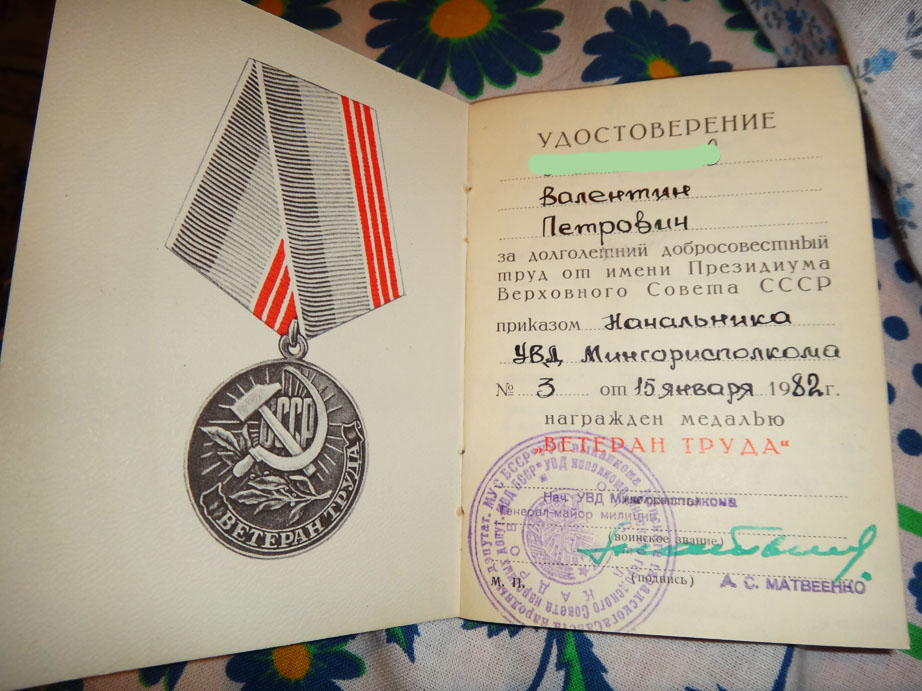 СССР
ВЕТЕРАН ТРУДА
УДОСТОВЕРЕНИЕ
Валентин
Петрович
за долголетний добросовестный
труд от имени Президиума
Верховного Совета СССР
приказом Начальника
УВД Мингорисполкома
№ 3 от 15 января 1982 г.
награжден медалью
„ВЕТЕРАН ТРУДА“
Нач. УВД Мингорисполкома
Генерал-майор милиции
(воинское звание)
М. П. (подпись) А. С. МАТВЕЕНКО